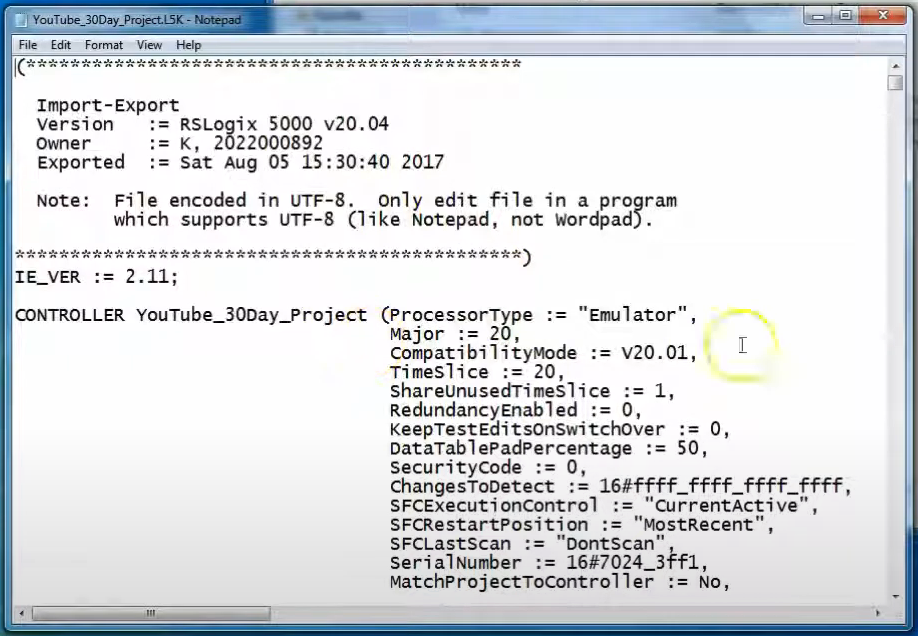 YouTube_30Day_Project.L5K - Notepad
File Edit Format View Help
(*********************************************
Import-Export
Version := RSLogix 5000 v20.04
Owner := K, 2022000892
Exported := Sat Aug 05 15:30:40 2017
Note: File encoded in UTF-8. Only edit file in a program
which supports UTF-8 (like Notepad, not Wordpad).
**********************************************)
IE_VER := 2.11;
CONTROLLER YouTube_30Day_Project (ProcessorType := "Emulator",
Major := 20,
CompatibilityMode := V20.01,
TimeSlice := 20,
ShareUnusedTimeSlice := 1,
RedundancyEnabled := 0,
KeepTestEditsOnSwitchOver := 0,
DataTablePadPercentage := 50,
SecurityCode := 0,
ChangesToDetect := 16#ffff_ffff_ffff_ffff,
SFCExecutionControl := "CurrentActive",
SFCRestartPosition := "MostRecent",
SFCLastScan := "DontScan",
SerialNumber := 16#7024_3ff1,
MatchProjectToController := No,